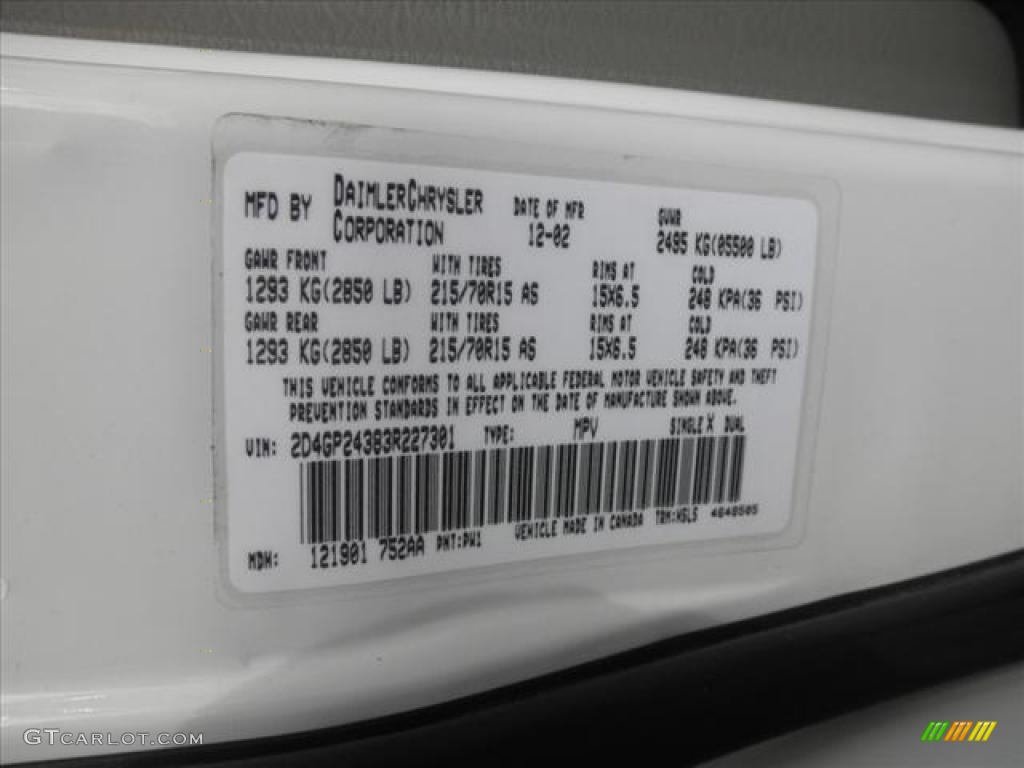 MFD BY DAIMLERCHRYSLER CORPORATION DATE OF MFR 12-02 GVWR 2495 KG(05500 LB)
GAWR FRONT WITH TIRES RIMS AT COLD
1293 KG(2850 LB) 215/70R15 AS 15X6.5 248 KPA(36 PSI)
GAWR REAR WITH TIRES RIMS AT COLD
1293 KG(2850 LB) 215/70R15 AS 15X6.5 248 KPA(36 PSI)
THIS VEHICLE CONFORMS TO ALL APPLICABLE FEDERAL MOTOR VEHICLE SAFETY AND THEFT
PREVENTION STANDARDS IN EFFECT ON THE DATE OF MANUFACTURE SHOWN ABOVE.
VIN: 2D4GP24383R227301 TYPE: MPV SINGLE X DUAL
MDH: 121901 752AA PNT:PW1 VEHICLE MADE IN CANADA TRM:HSL5 4648505
GTCARLOT.COM